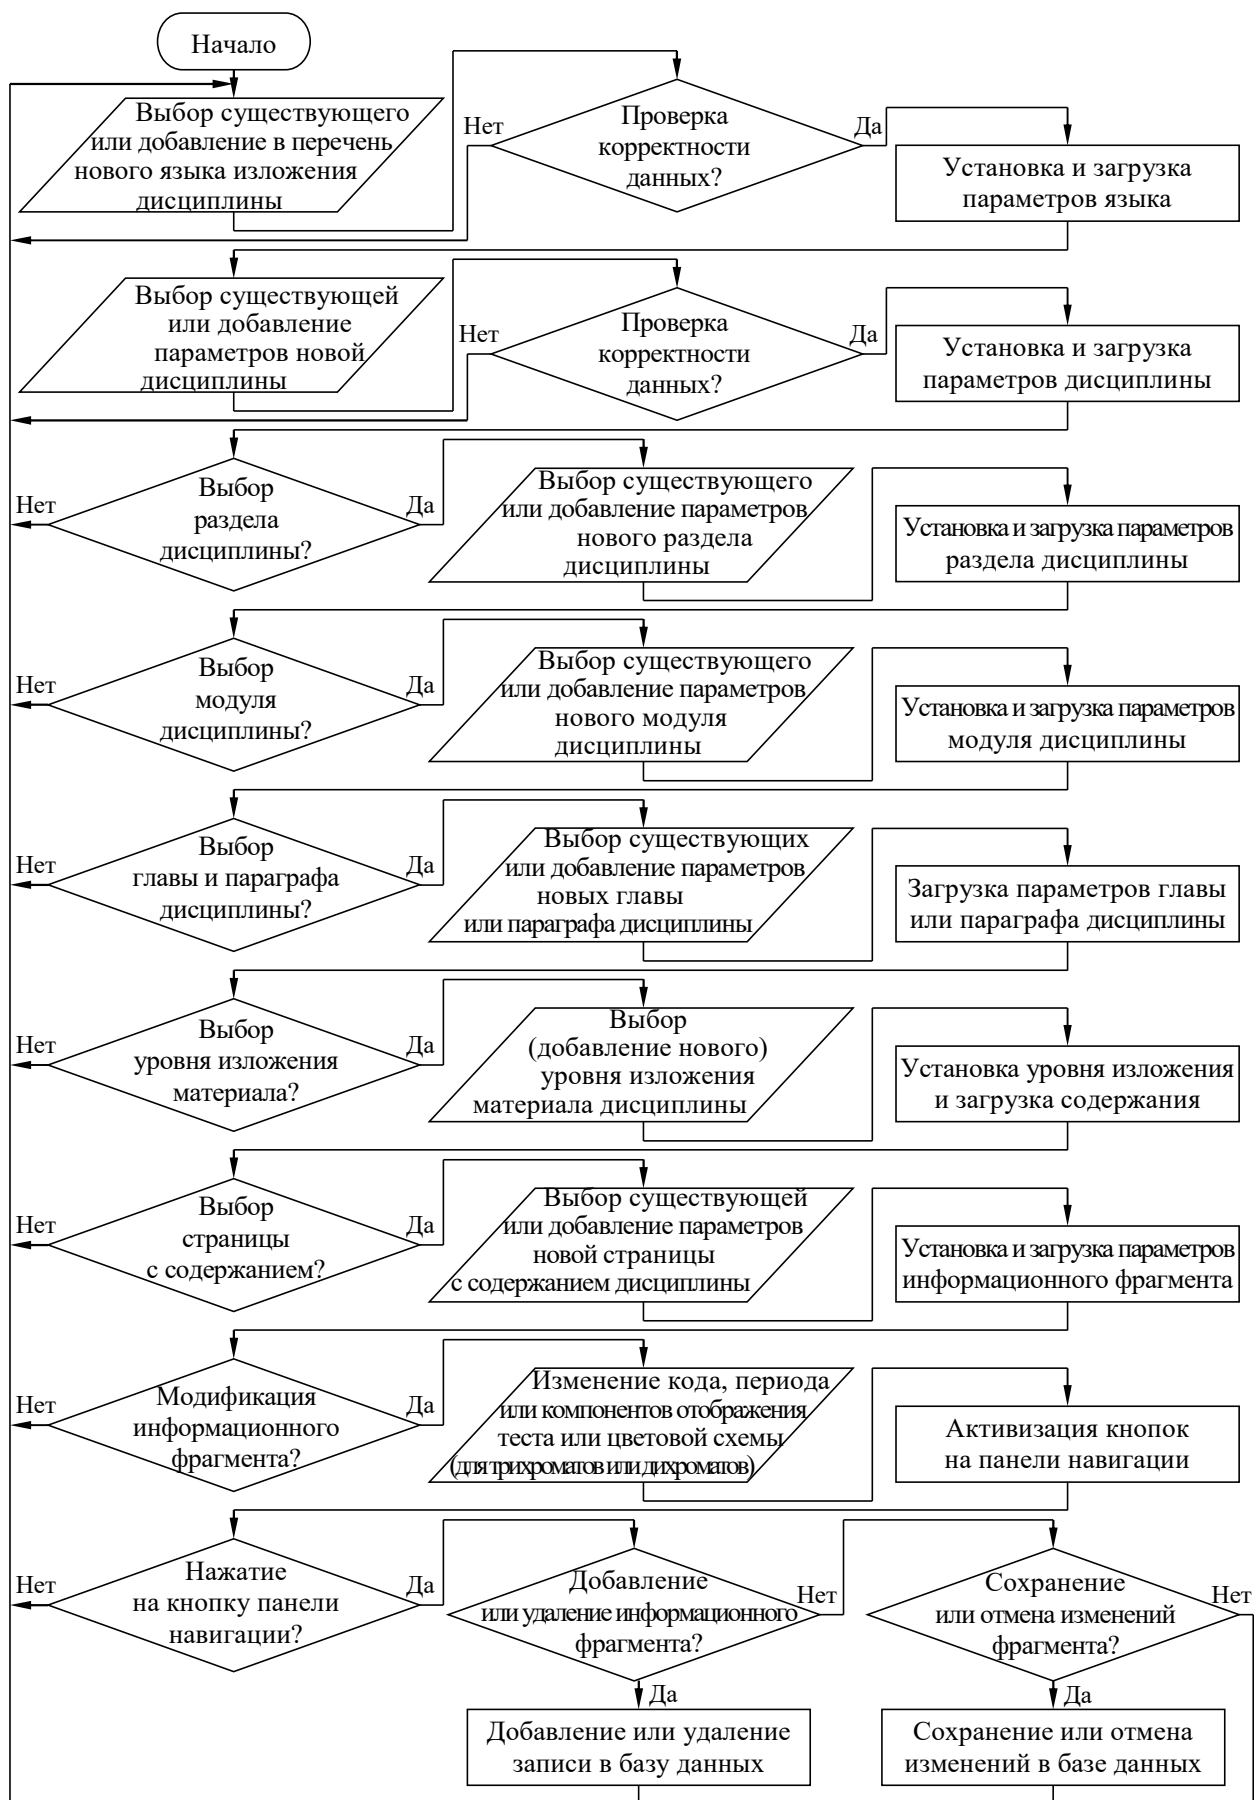 Начало
Выбор существующего
или добавление в перечень
нового языка изложения
дисциплины
Нет
Проверка
корректности
данных?
Да
Установка и загрузка
параметров языка
Выбор существующей
или добавление
параметров новой
дисциплины
Нет
Проверка
корректности
данных?
Да
Установка и загрузка
параметров дисциплины
Нет
Выбор
раздела
дисциплины?
Да
Выбор существующего
или добавление параметров
нового раздела
дисциплины
Установка и загрузка параметров
раздела дисциплины
Нет
Выбор
модуля
дисциплины?
Да
Выбор существующего
или добавление параметров
нового модуля
дисциплины
Установка и загрузка параметров
модуля дисциплины
Нет
Выбор
главы и параграфа
дисциплины?
Да
Выбор существующих
или добавление параметров
новых главы
или параграфа дисциплины
Загрузка параметров главы
или параграфа дисциплины
Нет
Выбор
уровня изложения
материала?
Да
Выбор
(добавление нового)
уровня изложения
материала дисциплины
Установка уровня изложения
и загрузка содержания
Нет
Выбор
страницы
с содержанием?
Да
Выбор существующей
или добавление параметров
новой страницы
с содержанием дисциплины
Установка и загрузка параметров
информационного фрагмента
Нет
Модификация
информационного
фрагмента?
Да
Изменение кода, периода
или компонентов отображения
теста или цветовой схемы
(для трихроматов или дихроматов)
Активизация кнопок
на панели навигации
Нет
Нажатие
на кнопку панели
навигации?
Да
Добавление
или удаление информационного
фрагмента?
Нет
Сохранение
или отмена изменений
фрагмента?
Нет
Да
Да
Добавление или удаление
записи в базу данных
Сохранение или отмена
изменений в базе данных